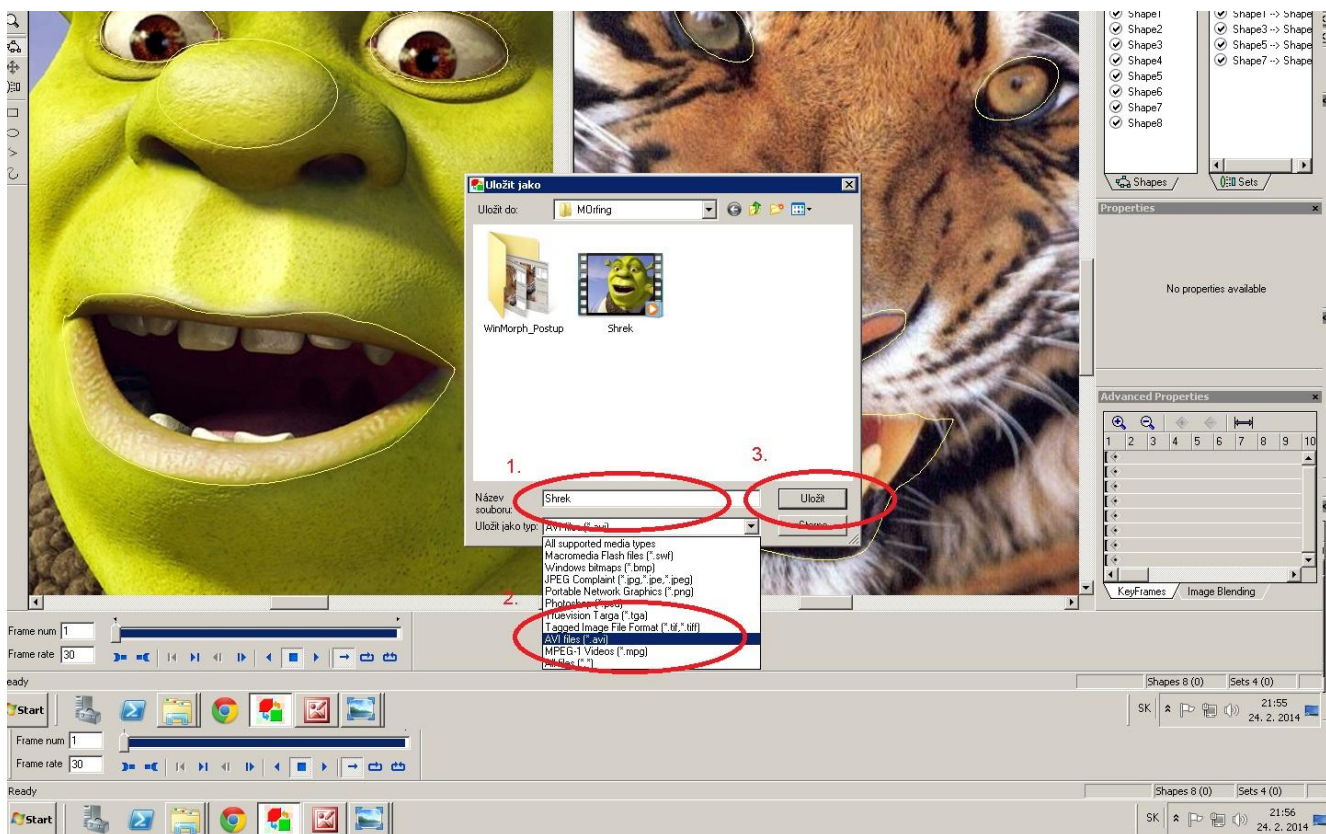 Shape1
Shape2
Shape3
Shape4
Shape5
Shape6
Shape7
Shape8
Shape1 --> Shape
Shape3 --> Shape
Shape5 --> Shape
Shape7 --> Shape
Shapes
Sets
Properties
No properties available
Advanced Properties
1 2 3 4 5 6 7 8 9 10
KeyFrames
Image Blending
Uložit jako
Uložit do:
MOrfing
WinMorph_Postup
Shrek
1.
3.
Název
souboru:
Shrek
Uložit
Uložit jako typ:
AVI files (*.avi)
Storno
2.
All supported media types
Macromedia Flash files (*.swf)
Windows bitmaps (*.bmp)
JPEG Complaint (*.jpg,*.jpe,*.jpeg)
Portable Network Graphics (*.png)
Photoshop (*.psd)
Truevision Targa (*.tga)
Tagged Image File Format (*.tif,*.tiff)
AVI files (*.avi)
MPEG-1 Videos (*.mpg)
All files (*.*)
Frame num 1
Frame rate 30
eady
Shapes 8 (0) Sets 4 (0)
Start
SK
21:55
24. 2. 2014
Frame num 1
Frame rate 30
Ready
Shapes 8 (0) Sets 4 (0)
Start
SK
21:56
24. 2. 2014